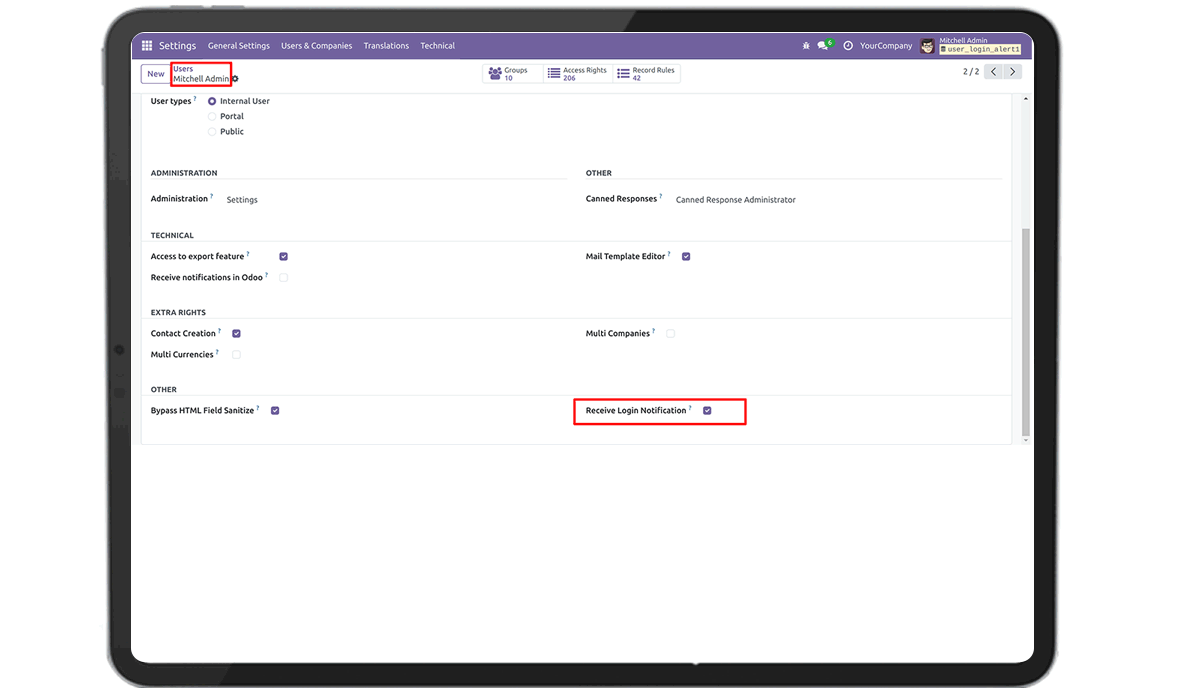 Settings General Settings Users & Companies Translations Technical 6 YourCompany Mitchell Admin
user_login_alert1
New Users
Mitchell Admin
Groups
10
Access Rights
206
Record Rules
42
2 / 2
User types ? Internal User
Portal
Public
ADMINISTRATION
Administration ? Settings
OTHER
Canned Responses ? Canned Response Administrator
TECHNICAL
Access to export feature ?
Mail Template Editor ?
Receive notifications in Odoo ?
EXTRA RIGHTS
Contact Creation ?
Multi Companies ?
Multi Currencies ?
OTHER
Bypass HTML Field Sanitize ?
Receive Login Notification ?